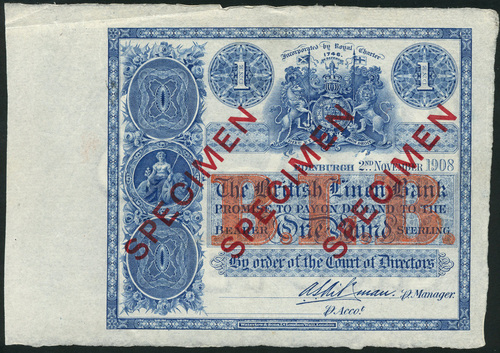 Incorporated by Royal Charter
1746.
1
1
EDINBURGH 2ND NOVEMBER 1908
The British Linen Bank
PROMISE TO PAY ON DEMAND TO THE
BEARER One Pound STERLING
By order of the Court of Directors
P. Manager.
P. Acco!
SPECIMEN
SPECIMEN
SPECIMEN